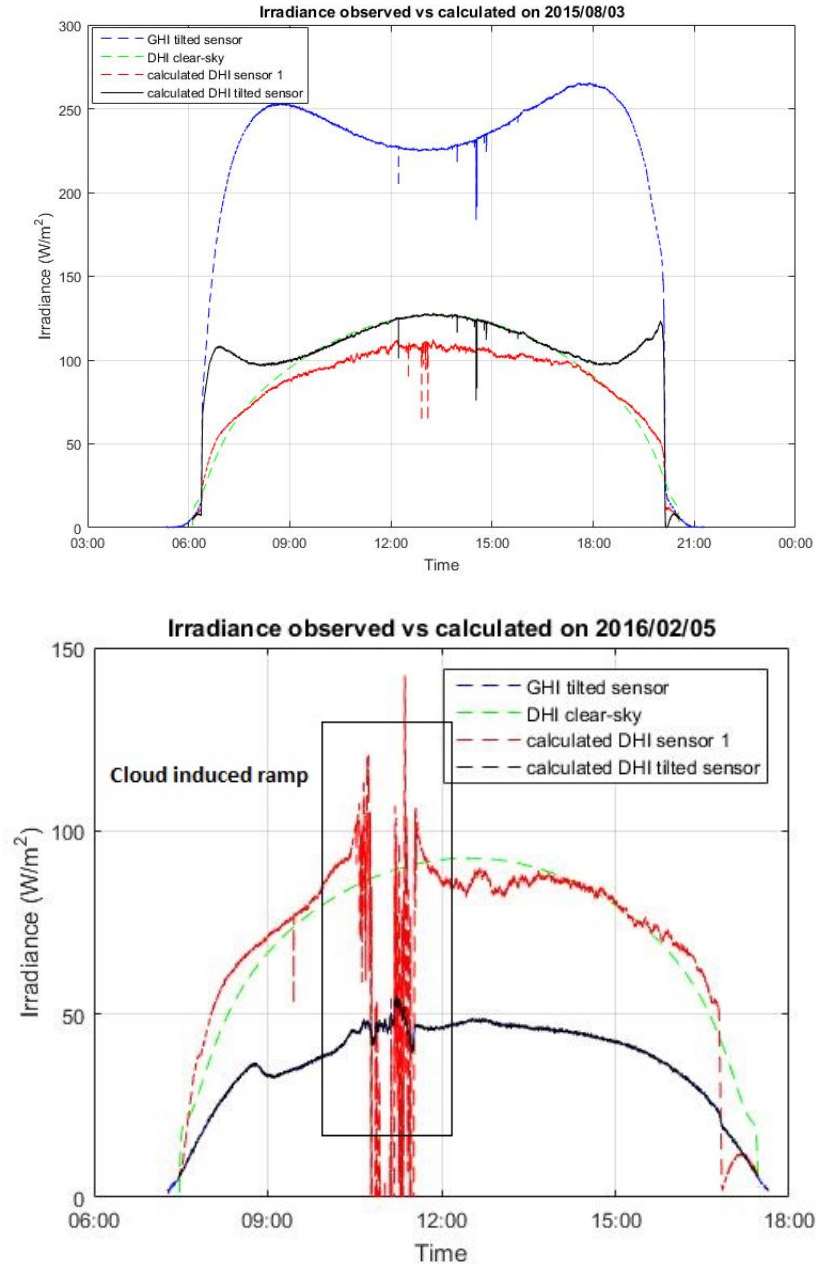 Irradiance observed vs calculated on 2015/08/03
GHI tilted sensor
DHI clear-sky
calculated DHI sensor 1
calculated DHI tilted sensor
300
250
200
150
100
50
0
Irradiance (W/m²)
03:00 06:00 09:00 12:00 15:00 18:00 21:00 00:00
Time
Irradiance observed vs calculated on 2016/02/05
GHI tilted sensor
DHI clear-sky
calculated DHI sensor 1
calculated DHI tilted sensor
Cloud induced ramp
150
100
50
0
Irradiance (W/m²)
06:00 09:00 12:00 15:00 18:00
Time